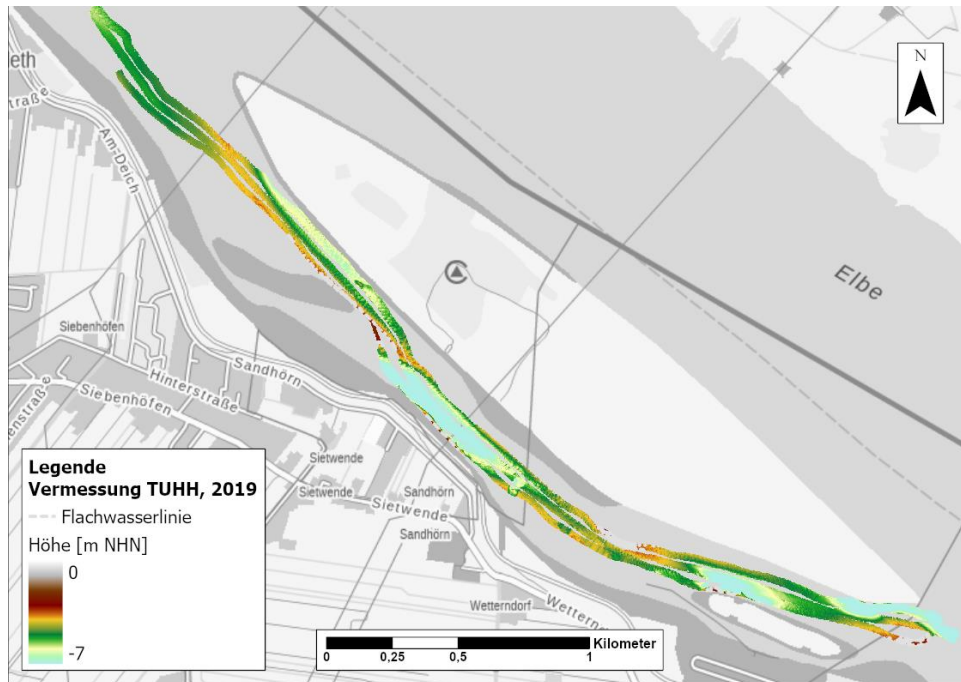 N
eth
straße
Am-Deich
Elbe
Siebenhöfen
Sandhörn
Hinterstraße
Siebenhöfen
enstraße
Sietwende
Sietwende
Sandhörn
Sietwende
Sandhörn
Wetterndorf
Wettern
Legende
Vermessung TUHH, 2019
Flachwasserlinie
Höhe [m NHN]
0
-7
Kilometer
0 0,25 0,5 1